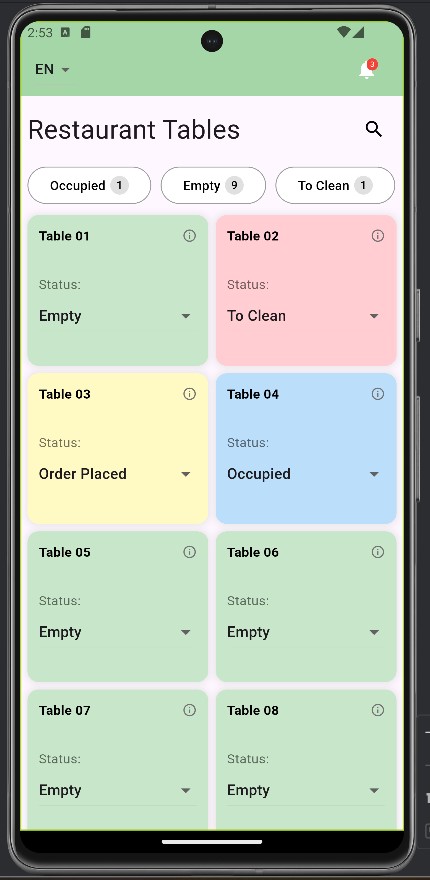 2:53
EN
3
Restaurant Tables
Occupied 1
Empty 9
To Clean 1
Table 01
Table 02
Status:
Status:
Empty
To Clean
Table 03
Table 04
Status:
Status:
Order Placed
Occupied
Table 05
Table 06
Status:
Status:
Empty
Empty
Table 07
Table 08
Status:
Status:
Empty
Empty